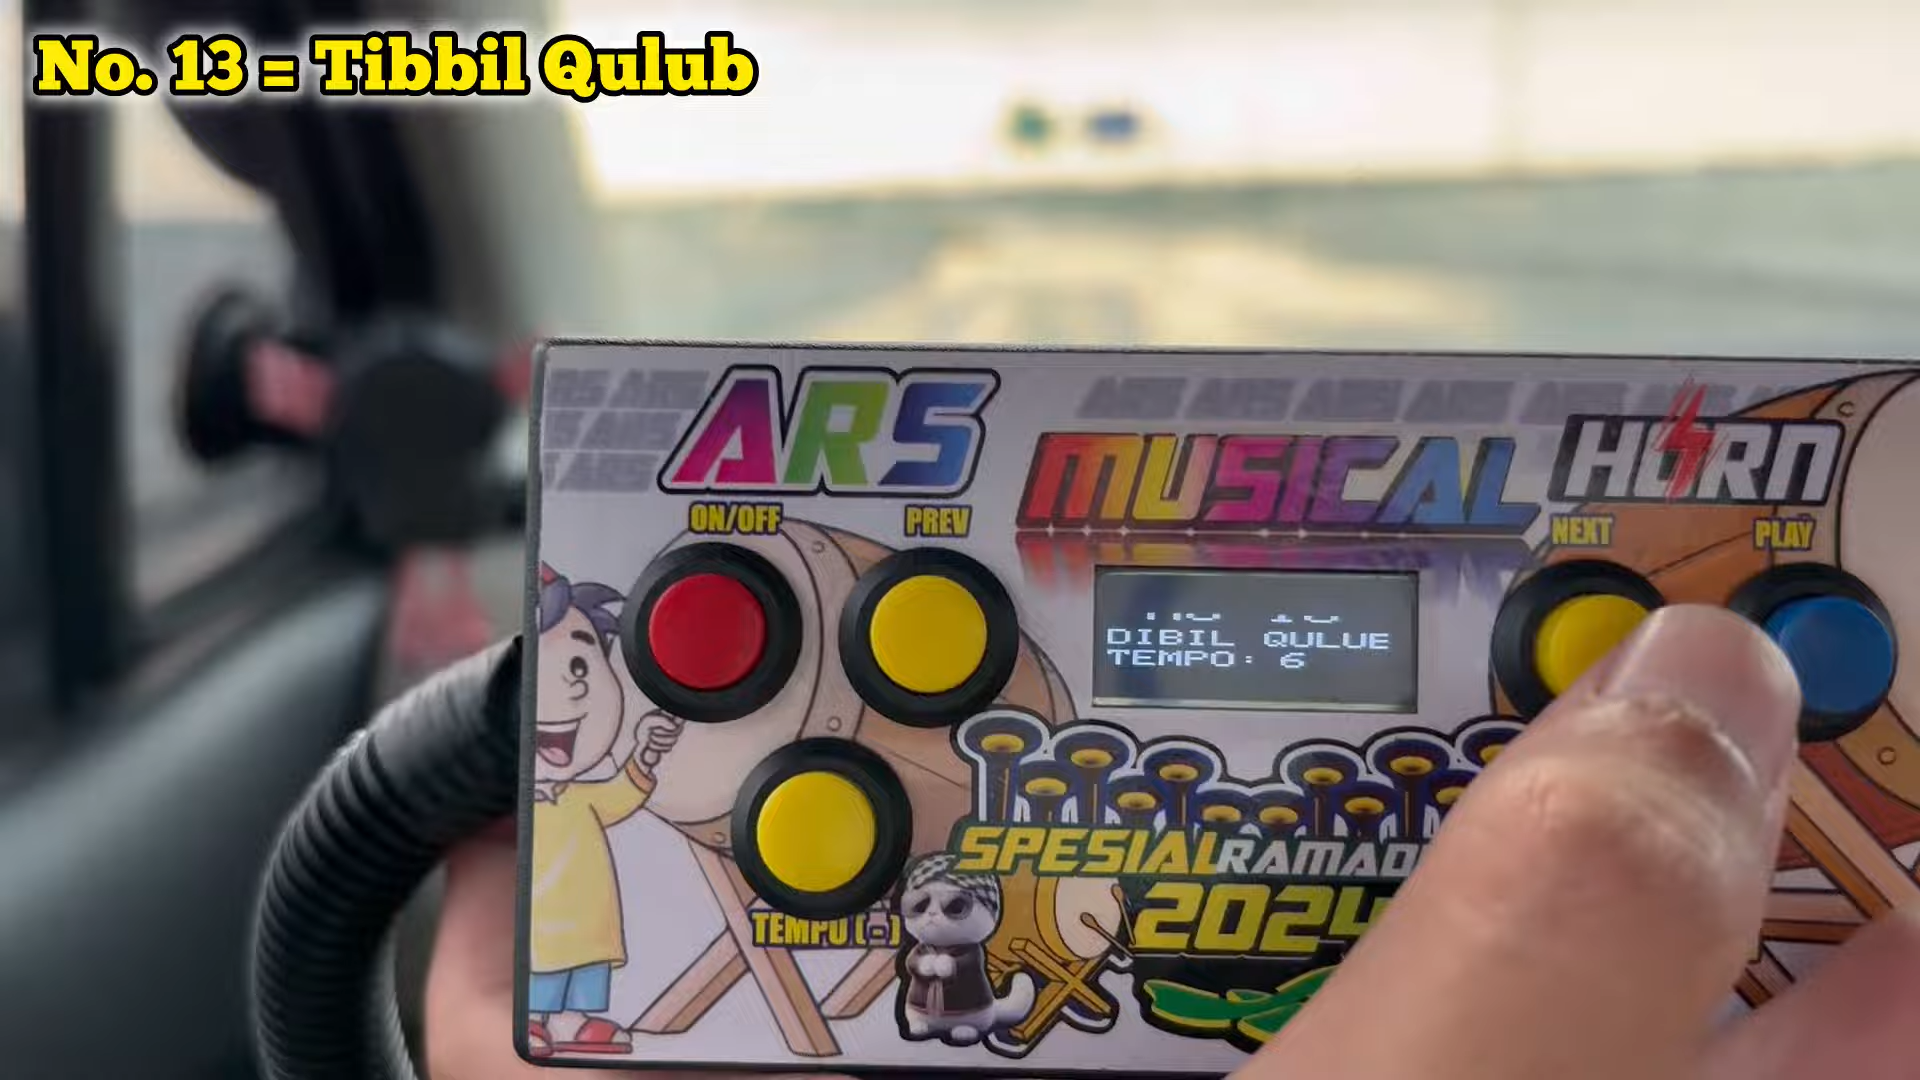 No. 13 = Tibbil Qulub
ARS
MUSICAL
HORN
ON/OFF
PREV
NEXT
PLAY
DIBIL QULUE
TEMPO: 6
TEMPO (-)
SPESIAL
2024